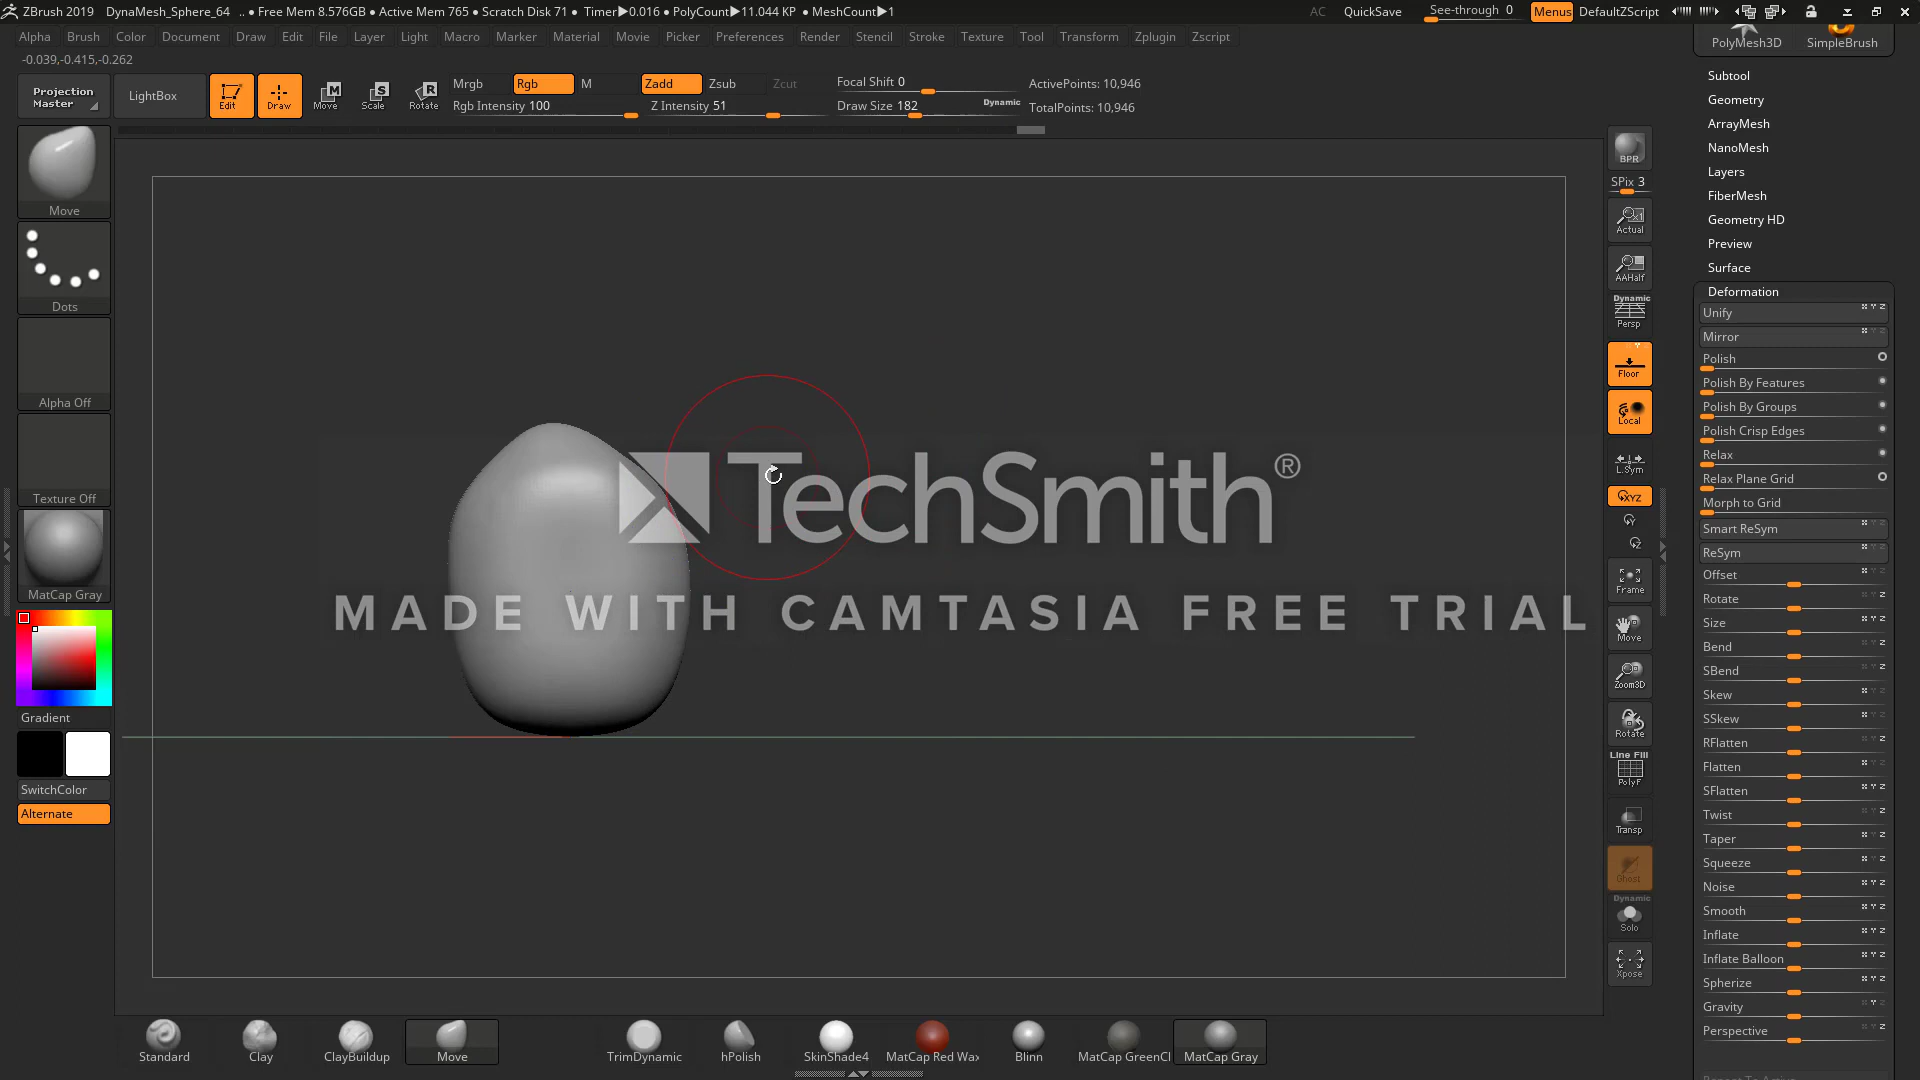 ZBrush 2019 DynaMesh_Sphere_64 .. • Free Mem 8.576GB • Active Mem 765 • Scratch Disk 71 • Timer▶0.016 • PolyCount▶11.044 KP • MeshCount▶1 AC QuickSave See-through 0 Menus DefaultZScript
Alpha Brush Color Document Draw Edit File Layer Light Macro Marker Material Movie Picker Preferences Render Stencil Stroke Texture Tool Transform Zplugin Zscript
-0.039,-0.415,-0.262
Projection Master
LightBox
Edit
Draw
Move
Scale
Rotate
Mrgb Rgb M Zadd Zsub Zcut Focal Shift 0 ActivePoints: 10,946
Rgb Intensity 100 Z Intensity 51 Draw Size 182 Dynamic TotalPoints: 10,946
Move
Dots
Alpha Off
Texture Off
MatCap Gray
Gradient
SwitchColor
Alternate
TechSmith®
MADE WITH CAMTASIA FREE TRIAL
BPR
SPix 3
Actual
AAHalf
Dynamic
Persp
Floor
Local
L.Sym
XYZ
Frame
Move
Zoom3D
Rotate
Line Fill
PolyF
Transp
Ghost
Dynamic
Solo
Xpose
PolyMesh3D SimpleBrush
Subtool
Geometry
ArrayMesh
NanoMesh
Layers
FiberMesh
Geometry HD
Preview
Surface
Deformation
Unify
Mirror
Polish
Polish By Features
Polish By Groups
Polish Crisp Edges
Relax
Relax Plane Grid
Morph to Grid
Smart ReSym
ReSym
Offset
Rotate
Size
Bend
SBend
Skew
SSkew
RFlatten
Flatten
SFlatten
Twist
Taper
Squeeze
Noise
Smooth
Inflate
Inflate Balloon
Spherize
Gravity
Perspective
Standard Clay ClayBuildup Move TrimDynamic hPolish SkinShade4 MatCap Red Wax Blinn MatCap GreenCl MatCap Gray